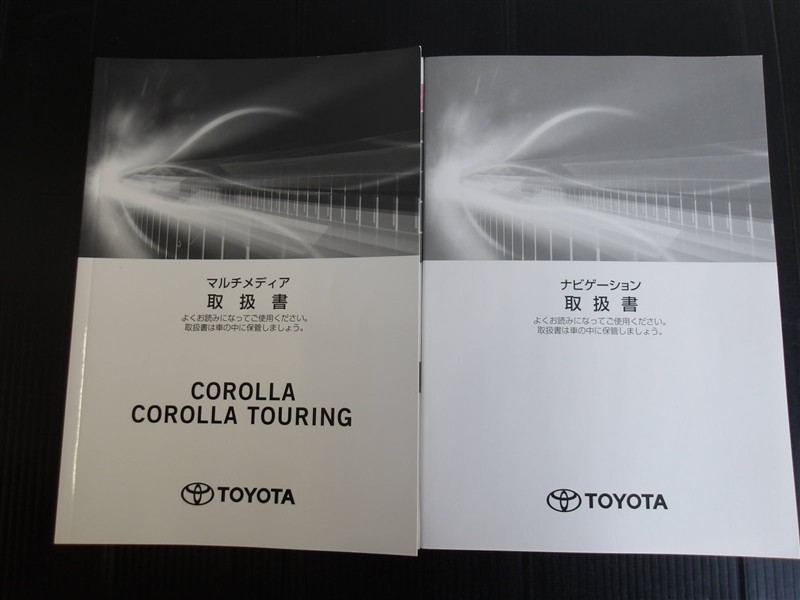 マルチメディア
取扱書
よくお読みになってご使用ください。
取扱書は車の中に保管しましょう。
COROLLA
COROLLA TOURING
TOYOTA
ナビゲーション
取扱書
よくお読みになってご使用ください。
取扱書は車の中に保管しましょう。
TOYOTA